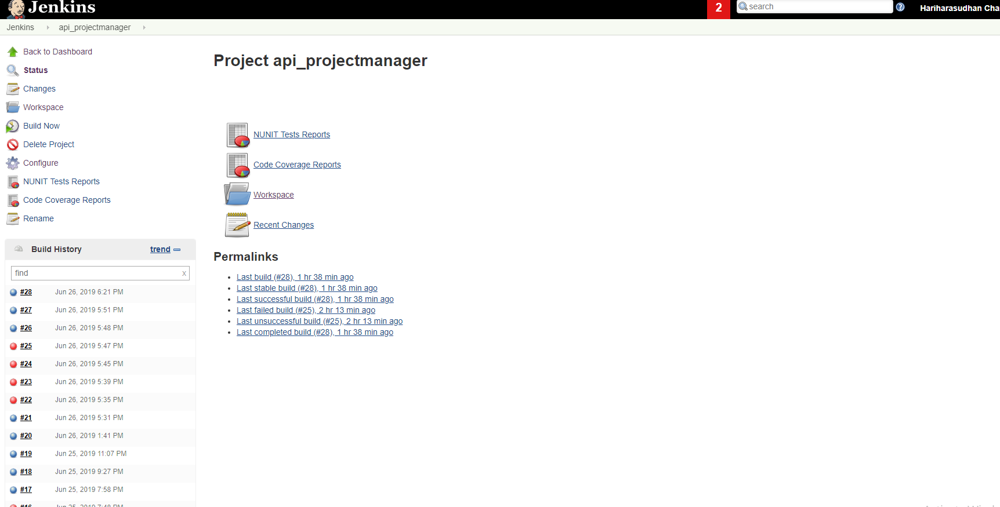 Jenkins
2
search
Hariharasudhan Cha
Jenkins
api_projectmanager
Back to Dashboard
Status
Changes
Workspace
Build Now
Delete Project
Configure
NUNIT Tests Reports
Code Coverage Reports
Rename
Build History
trend
find
x
#28 Jun 26, 2019 6:21 PM
#27 Jun 26, 2019 5:51 PM
#26 Jun 26, 2019 5:48 PM
#25 Jun 26, 2019 5:47 PM
#24 Jun 26, 2019 5:45 PM
#23 Jun 26, 2019 5:39 PM
#22 Jun 26, 2019 5:35 PM
#21 Jun 26, 2019 5:31 PM
#20 Jun 26, 2019 1:41 PM
#19 Jun 25, 2019 11:07 PM
#18 Jun 25, 2019 9:27 PM
#17 Jun 25, 2019 7:58 PM
#16 Jun 25, 2019 7:48 PM
Project api_projectmanager
NUNIT Tests Reports
Code Coverage Reports
Workspace
Recent Changes
Permalinks
Last build (#28), 1 hr 38 min ago
Last stable build (#28), 1 hr 38 min ago
Last successful build (#28), 1 hr 38 min ago
Last failed build (#25), 2 hr 13 min ago
Last unsuccessful build (#25), 2 hr 13 min ago
Last completed build (#28), 1 hr 38 min ago